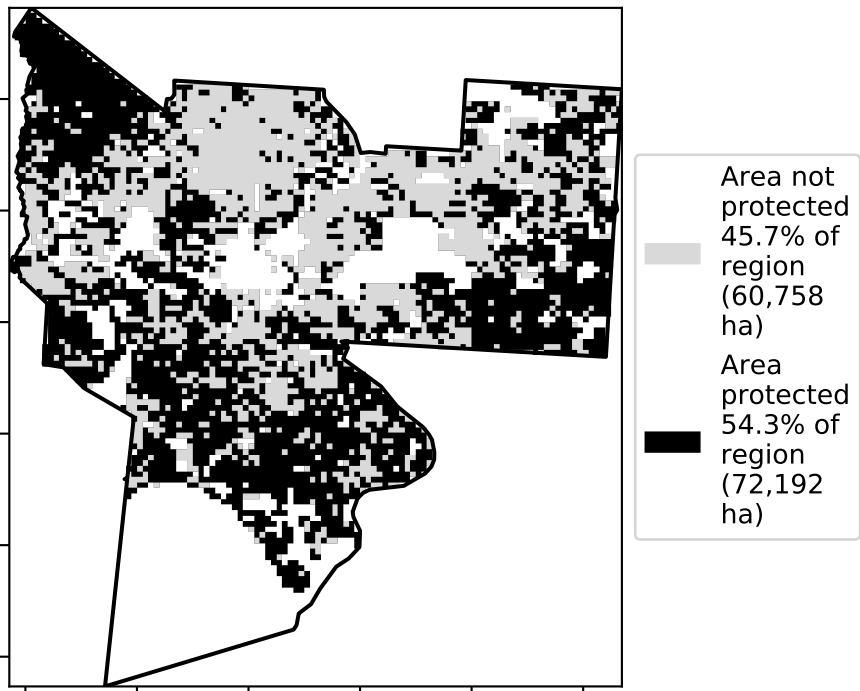 Area not
protected
45.7% of
region
(60,758
ha)
Area
protected
54.3% of
region
(72,192
ha)